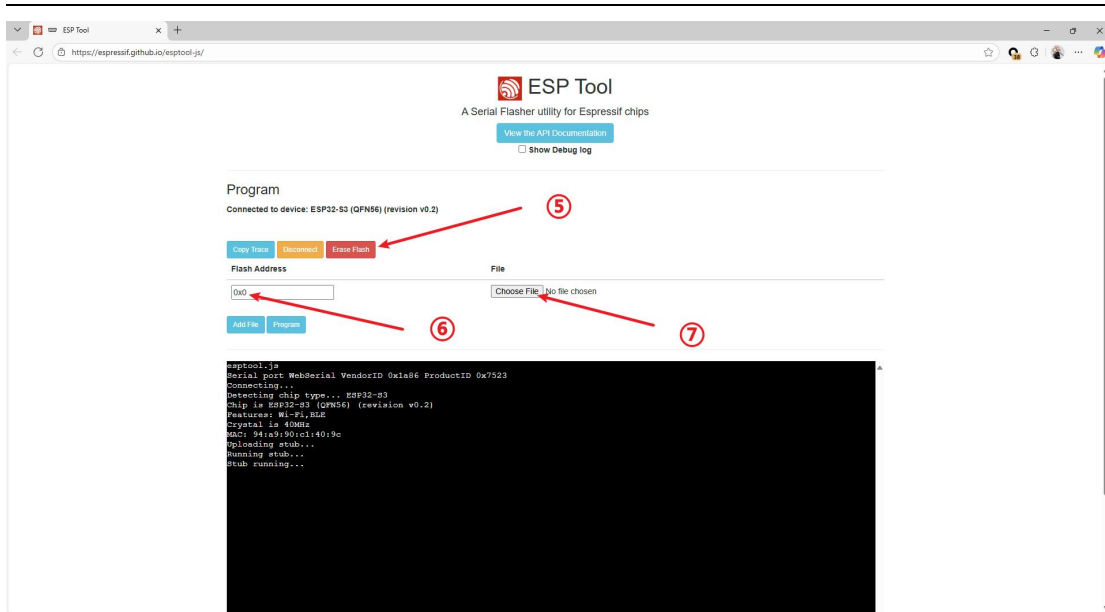 ESP Tool
https://espressif.github.io/esptool-js/
ESP Tool
A Serial Flasher utility for Espressif chips
View the API Documentation
Show Debug log
Program
Connected to device: ESP32-S3 (QFN56) (revision v0.2)
⑤
Copy Trace Disconnect Erase Flash
Flash Address File
0x0 Choose File No file chosen
Add File Program
⑥ ⑦
esptool.js
Serial port WebSerial VendorID 0x1a86 ProductID 0x7523
Connecting...
Detecting chip type... ESP32-S3
Chip is ESP32-S3 (QFN56) (revision v0.2)
Features: Wi-Fi,BLE
Crystal is 40MHz
MAC: 94:a9:90:c1:40:9c
Uploading stub...
Running stub...
Stub running...